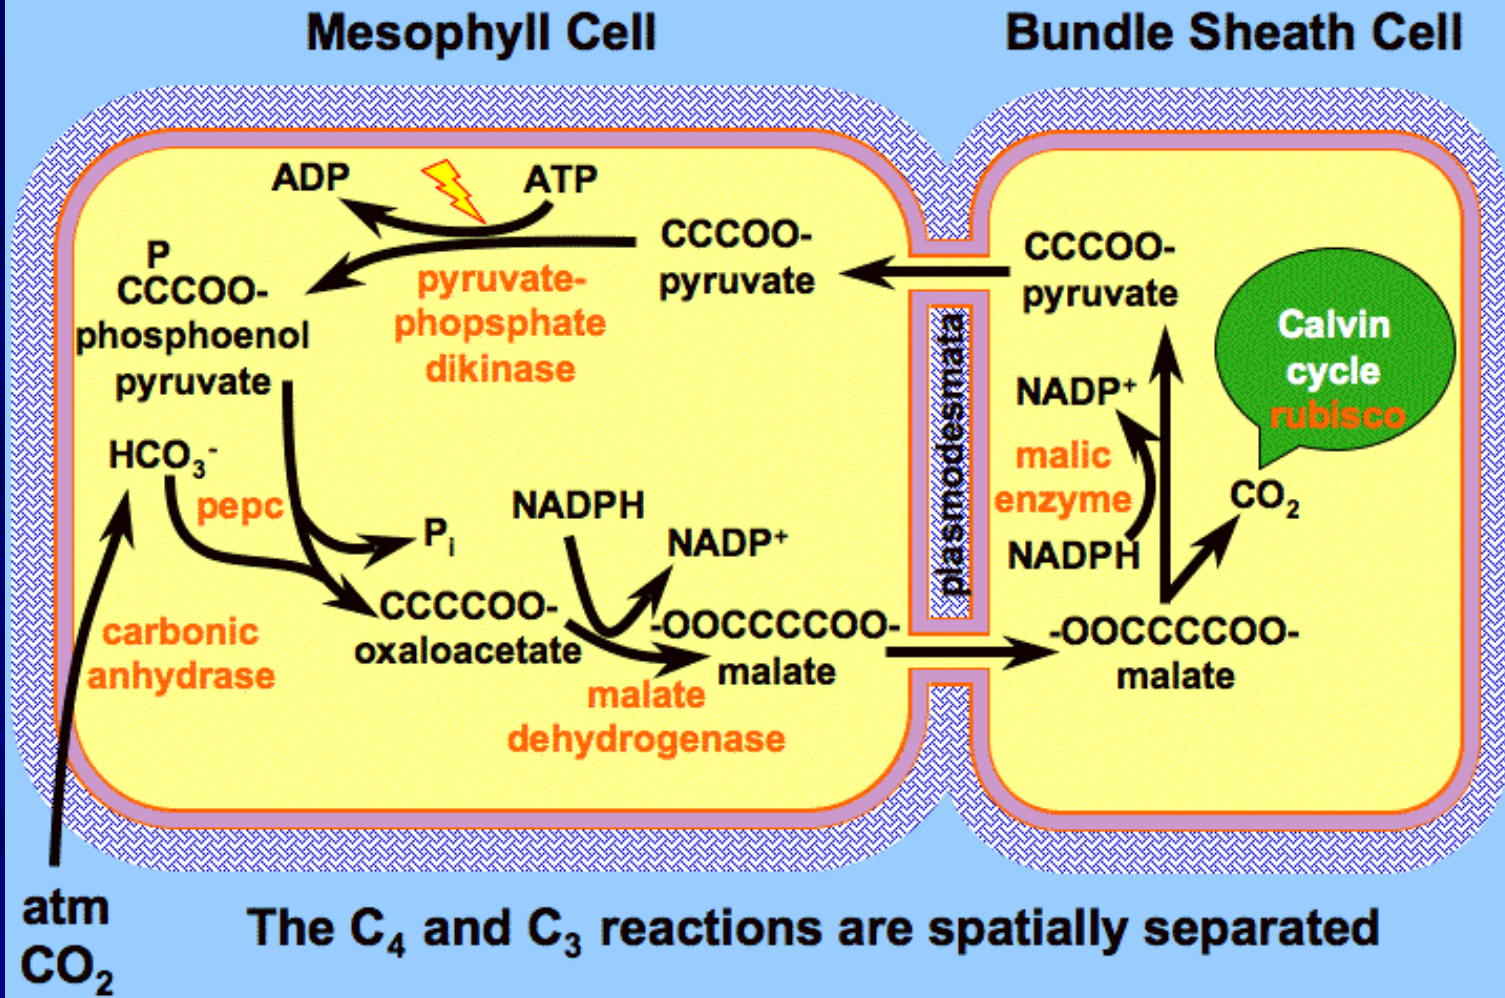 Mesophyll Cell
Bundle Sheath Cell
ADP
ATP
P
CCCOO-
phosphoenol
pyruvate
pyruvate-
phopsphate
dikinase
CCCOO-
pyruvate
HCO₃⁻
pepc
Pᵢ
NADPH
NADP⁺
carbonic
anhydrase
CCCCOO-
oxaloacetate
-OOCCCCOO-
malate
malate
dehydrogenase
plasmodesmata
CCCOO-
pyruvate
Calvin
cycle
rubisco
NADP⁺
malic
enzyme
NADPH
CO₂
-OOCCCCOO-
malate
atm
CO₂
The C₄ and C₃ reactions are spatially separated